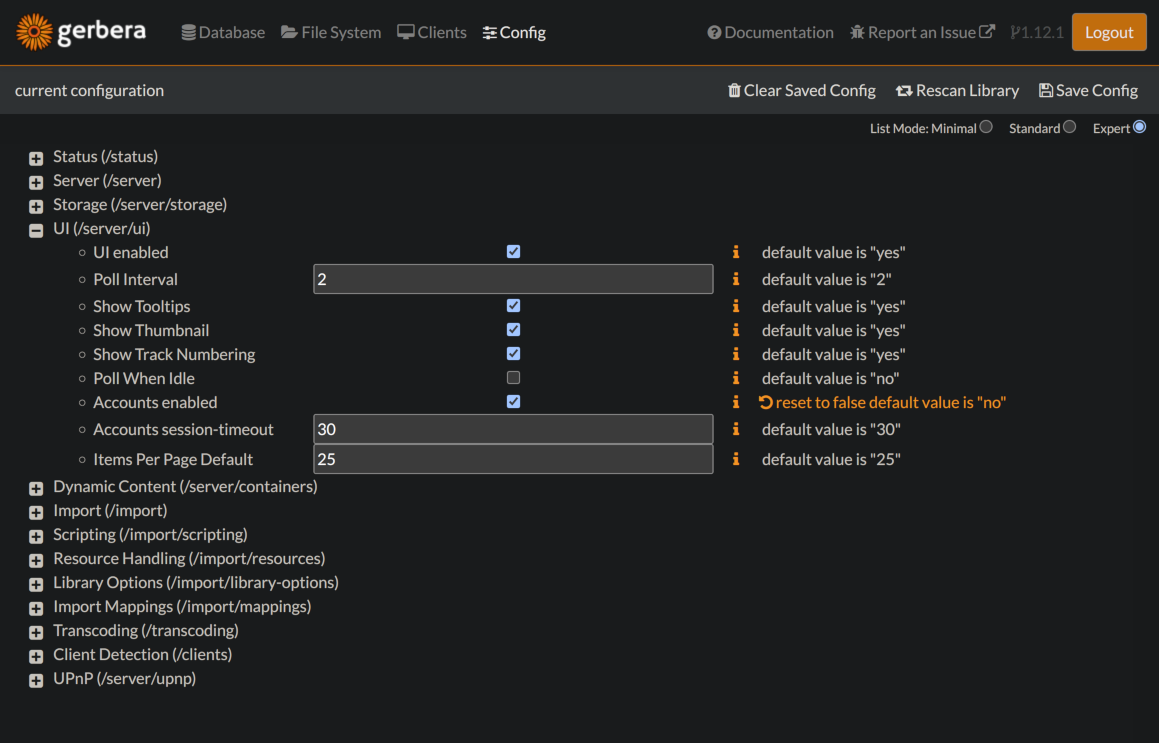 gerbera Database File System Clients Config Documentation Report an Issue 1.12.1 Logout
current configuration Clear Saved Config Rescan Library Save Config
List Mode: Minimal Standard Expert
Status (/status)
Server (/server)
Storage (/server/storage)
UI (/server/ui)
UI enabled default value is "yes"
Poll Interval 2 default value is "2"
Show Tooltips default value is "yes"
Show Thumbnail default value is "yes"
Show Track Numbering default value is "yes"
Poll When Idle default value is "no"
Accounts enabled reset to false default value is "no"
Accounts session-timeout 30 default value is "30"
Items Per Page Default 25 default value is "25"
Dynamic Content (/server/containers)
Import (/import)
Scripting (/import/scripting)
Resource Handling (/import/resources)
Library Options (/import/library-options)
Import Mappings (/import/mappings)
Transcoding (/transcoding)
Client Detection (/clients)
UPnP (/server/upnp)